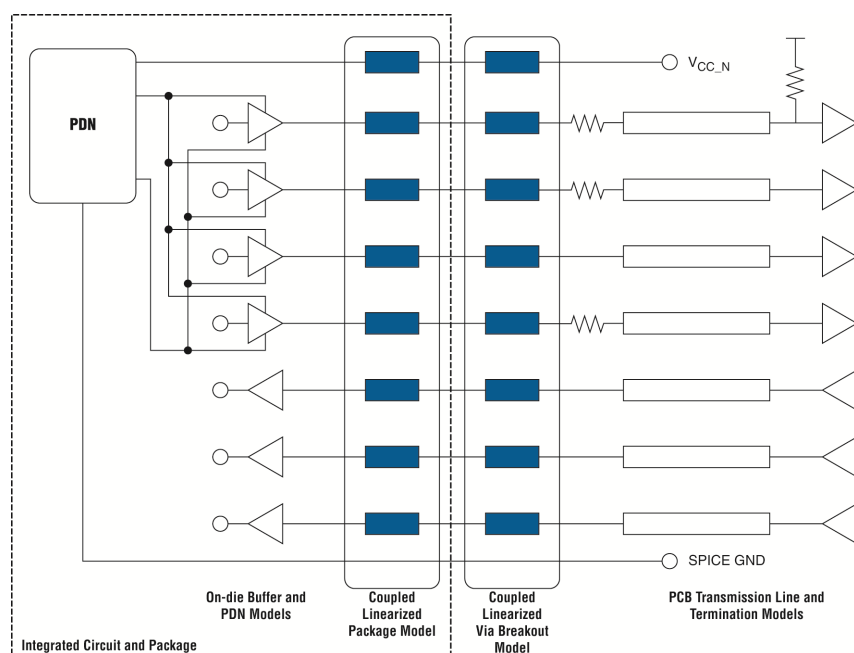 PDN
V_CC_N
SPICE GND
On-die Buffer and
PDN Models
Coupled
Linearized
Package Model
Coupled
Linearized
Via Breakout
Model
PCB Transmission Line and
Termination Models
Integrated Circuit and Package